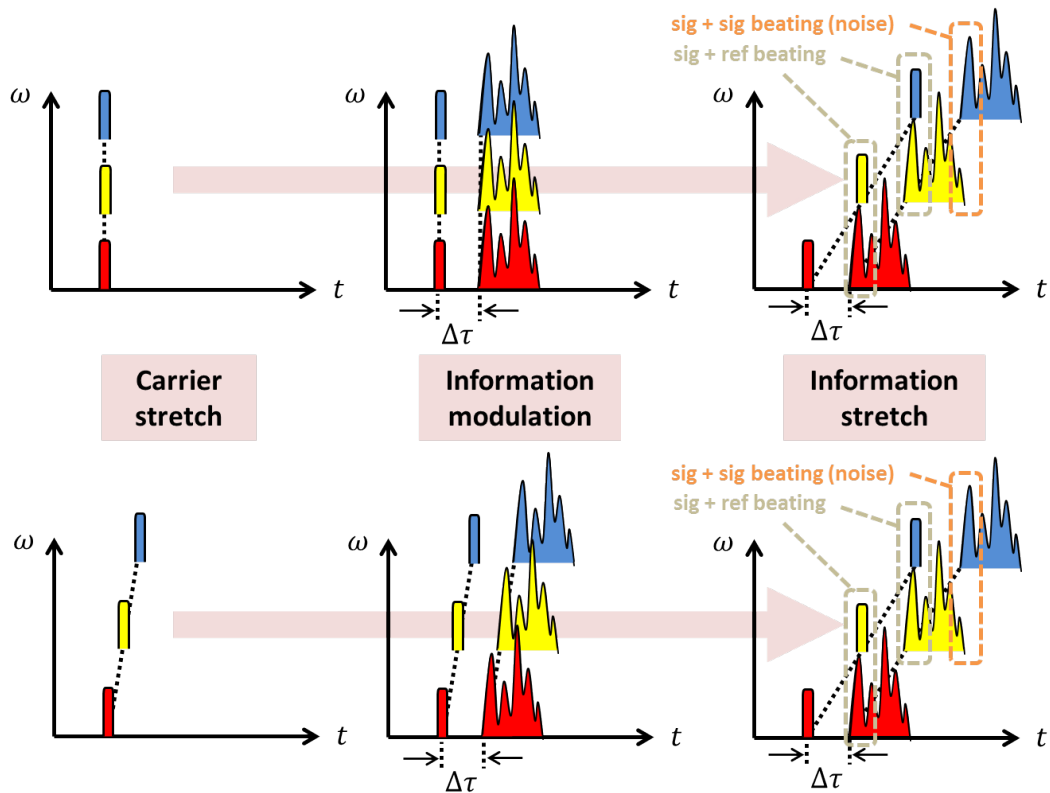 sig + sig beating (noise)
sig + ref beating
ω
ω
ω
t
t
t
Δτ
Δτ
Carrier
stretch
Information
modulation
Information
stretch
sig + sig beating (noise)
sig + ref beating
ω
ω
ω
t
t
t
Δτ
Δτ